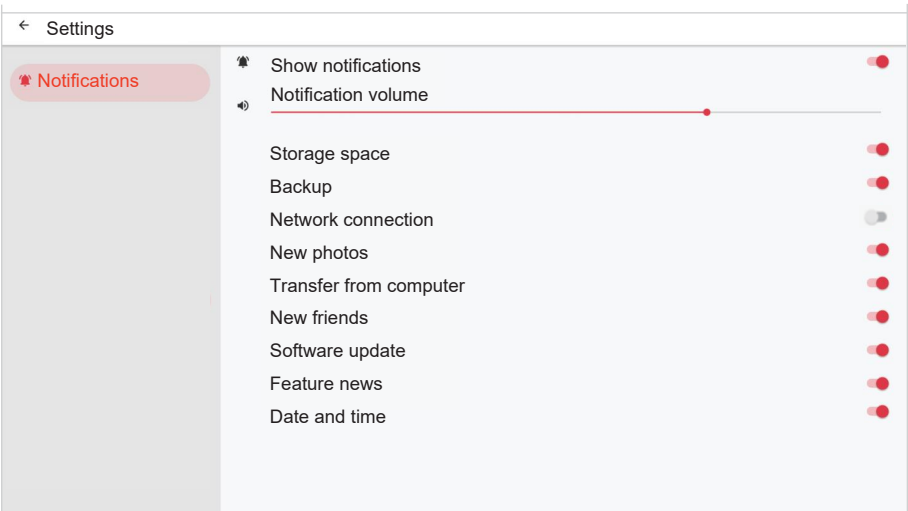 Settings
Notifications
Show notifications
Notification volume
Storage space
Backup
Network connection
New photos
Transfer from computer
New friends
Software update
Feature news
Date and time